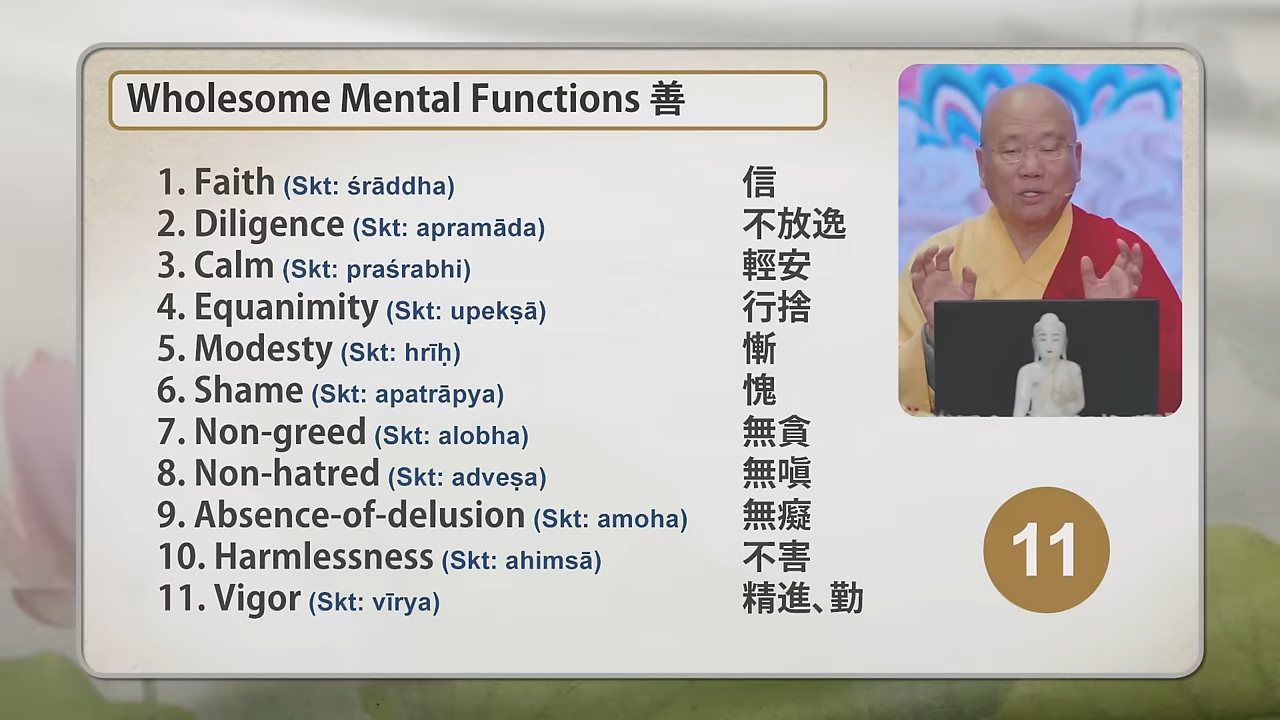 Wholesome Mental Functions 善
1. Faith (Skt: śrāddha) 信
2. Diligence (Skt: apramāda) 不放逸
3. Calm (Skt: praśrabhi) 輕安
4. Equanimity (Skt: upekṣā) 行捨
5. Modesty (Skt: hrīḥ) 慚
6. Shame (Skt: apatrāpya) 愧
7. Non-greed (Skt: alobha) 無貪
8. Non-hatred (Skt: adveṣa) 無嗔
9. Absence-of-delusion (Skt: amoha) 無癡
10. Harmlessness (Skt: ahimsā) 不害
11. Vigor (Skt: vīrya) 精進、勤
11